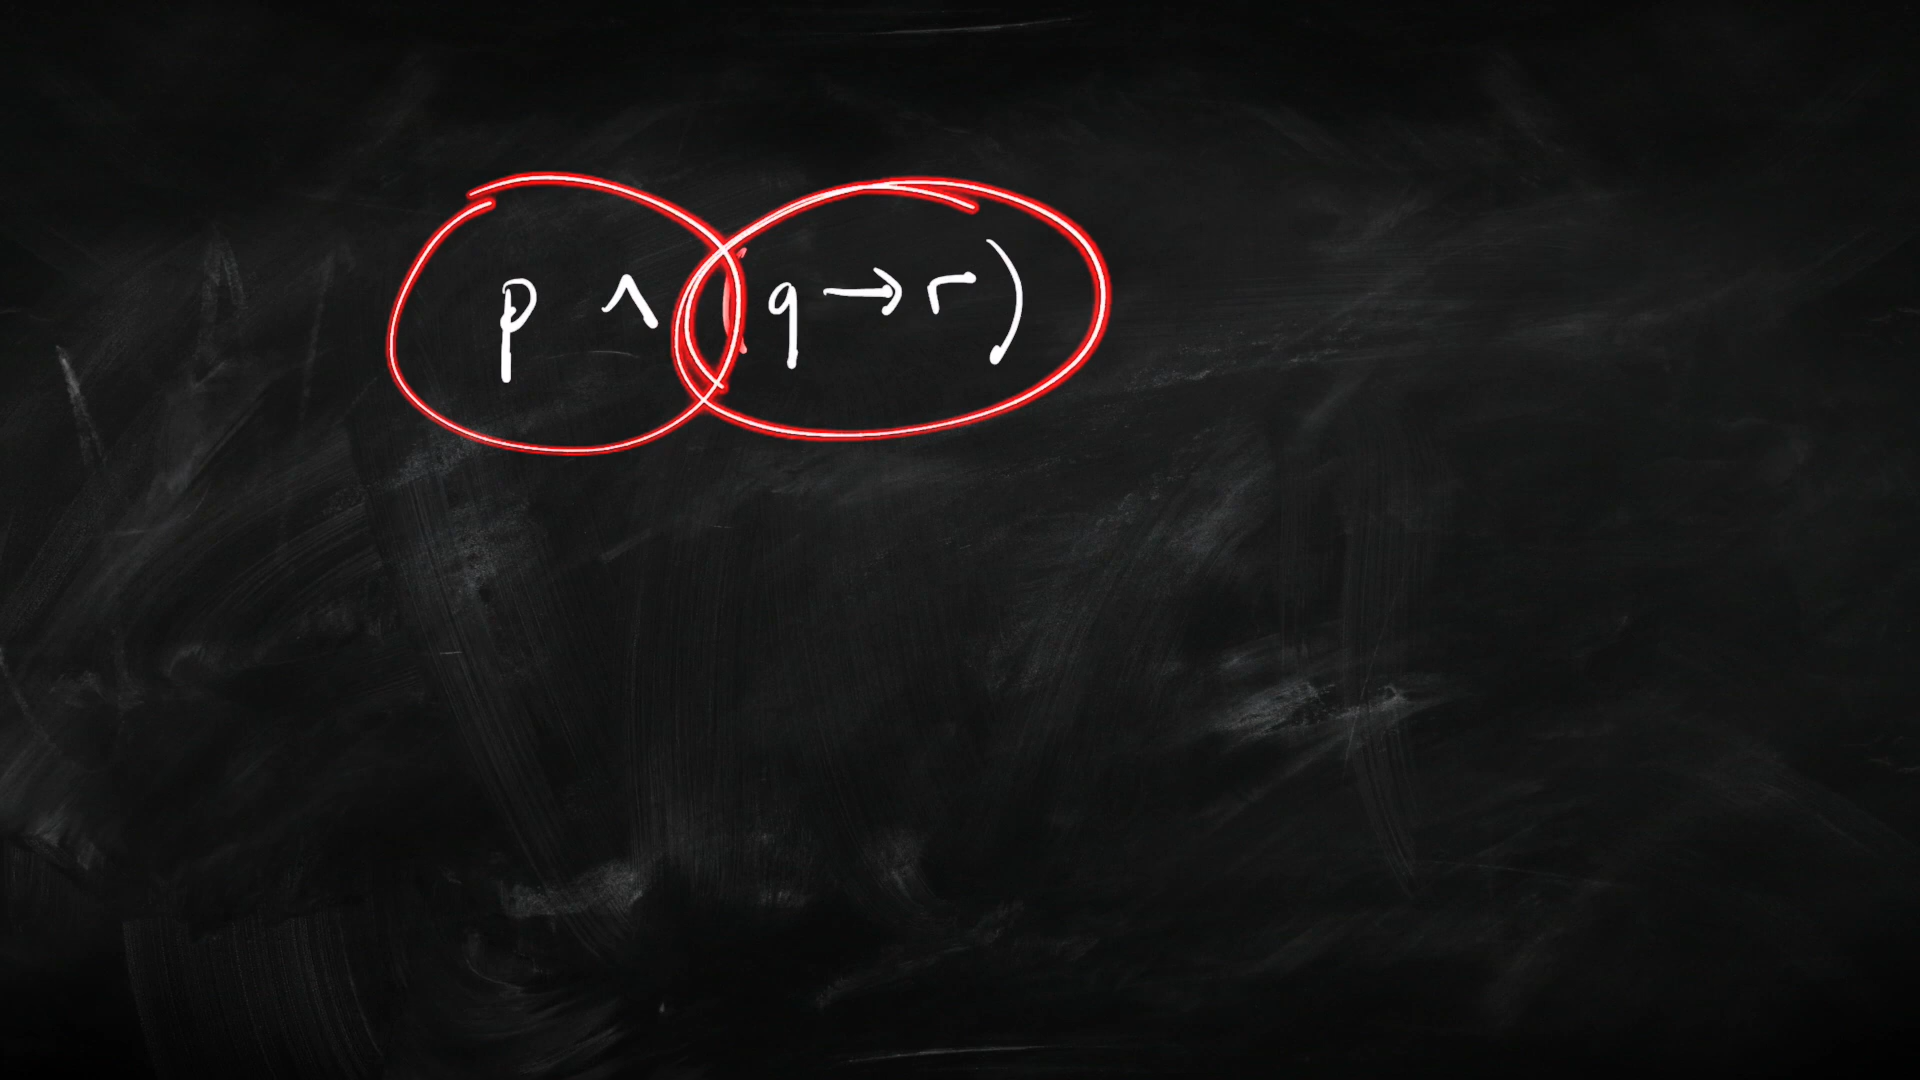 p ∧ (q → r)